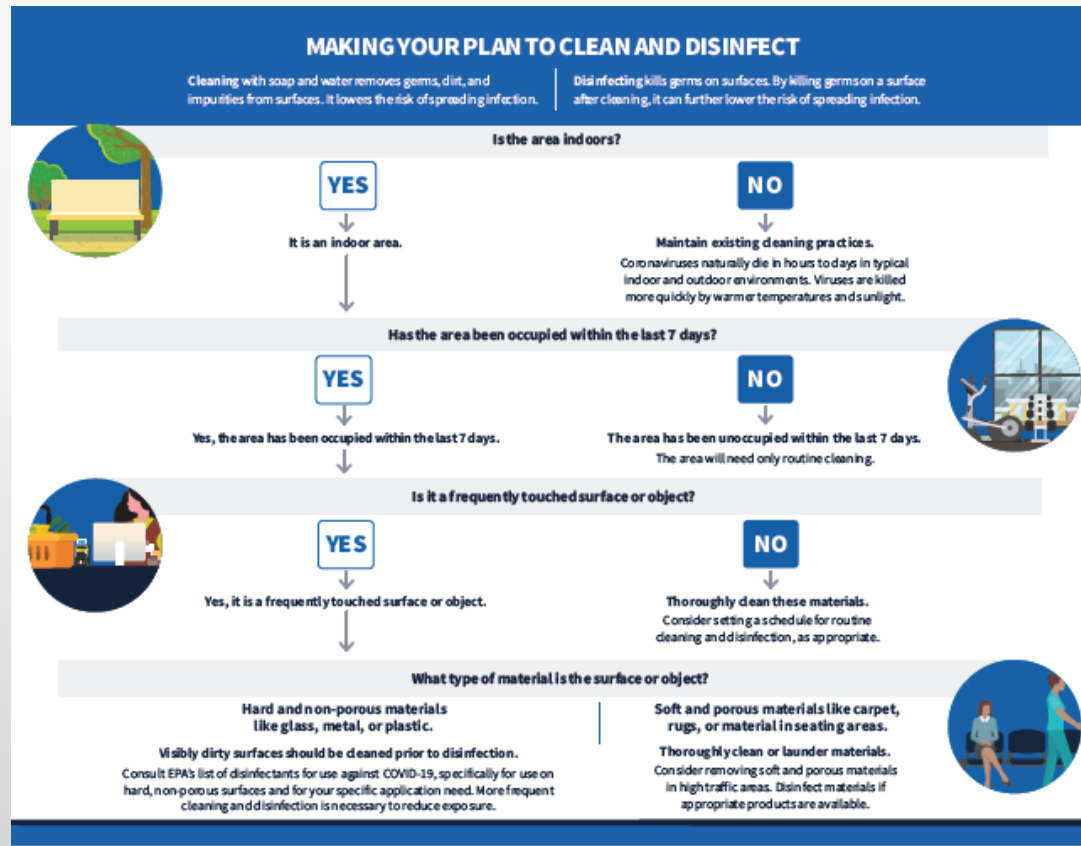 MAKING YOUR PLAN TO CLEAN AND DISINFECT
Cleaning with soap and water removes germs, dirt, and
impurities from surfaces. It lowers the risk of spreading infection.
Disinfecting kills germs on surfaces. By killing germs on a surface
after cleaning, it can further lower the risk of spreading infection.
Is the area indoors?
YES
It is an indoor area.
NO
Maintain existing cleaning practices.
Coronaviruses naturally die in hours to days in typical
indoor and outdoor environments. Viruses are killed
more quickly by warmer temperatures and sunlight.
Has the area been occupied within the last 7 days?
YES
Yes, the area has been occupied within the last 7 days.
NO
The area has been unoccupied within the last 7 days.
The area will need only routine cleaning.
Is it a frequently touched surface or object?
YES
Yes, it is a frequently touched surface or object.
NO
Thoroughly clean these materials.
Consider setting a schedule for routine
cleaning and disinfection, as appropriate.
What type of material is the surface or object?
Hard and non-porous materials
like glass, metal, or plastic.
Visibly dirty surfaces should be cleaned prior to disinfection.
Consult EPA's list of disinfectants for use against COVID-19, specifically for use on
hard, non-porous surfaces and for your specific application need. More frequent
cleaning and disinfection is necessary to reduce exposure.
Soft and porous materials like carpet,
rugs, or material in seating areas.
Thoroughly clean or launder materials.
Consider removing soft and porous materials
in high traffic areas. Disinfect materials if
appropriate products are available.